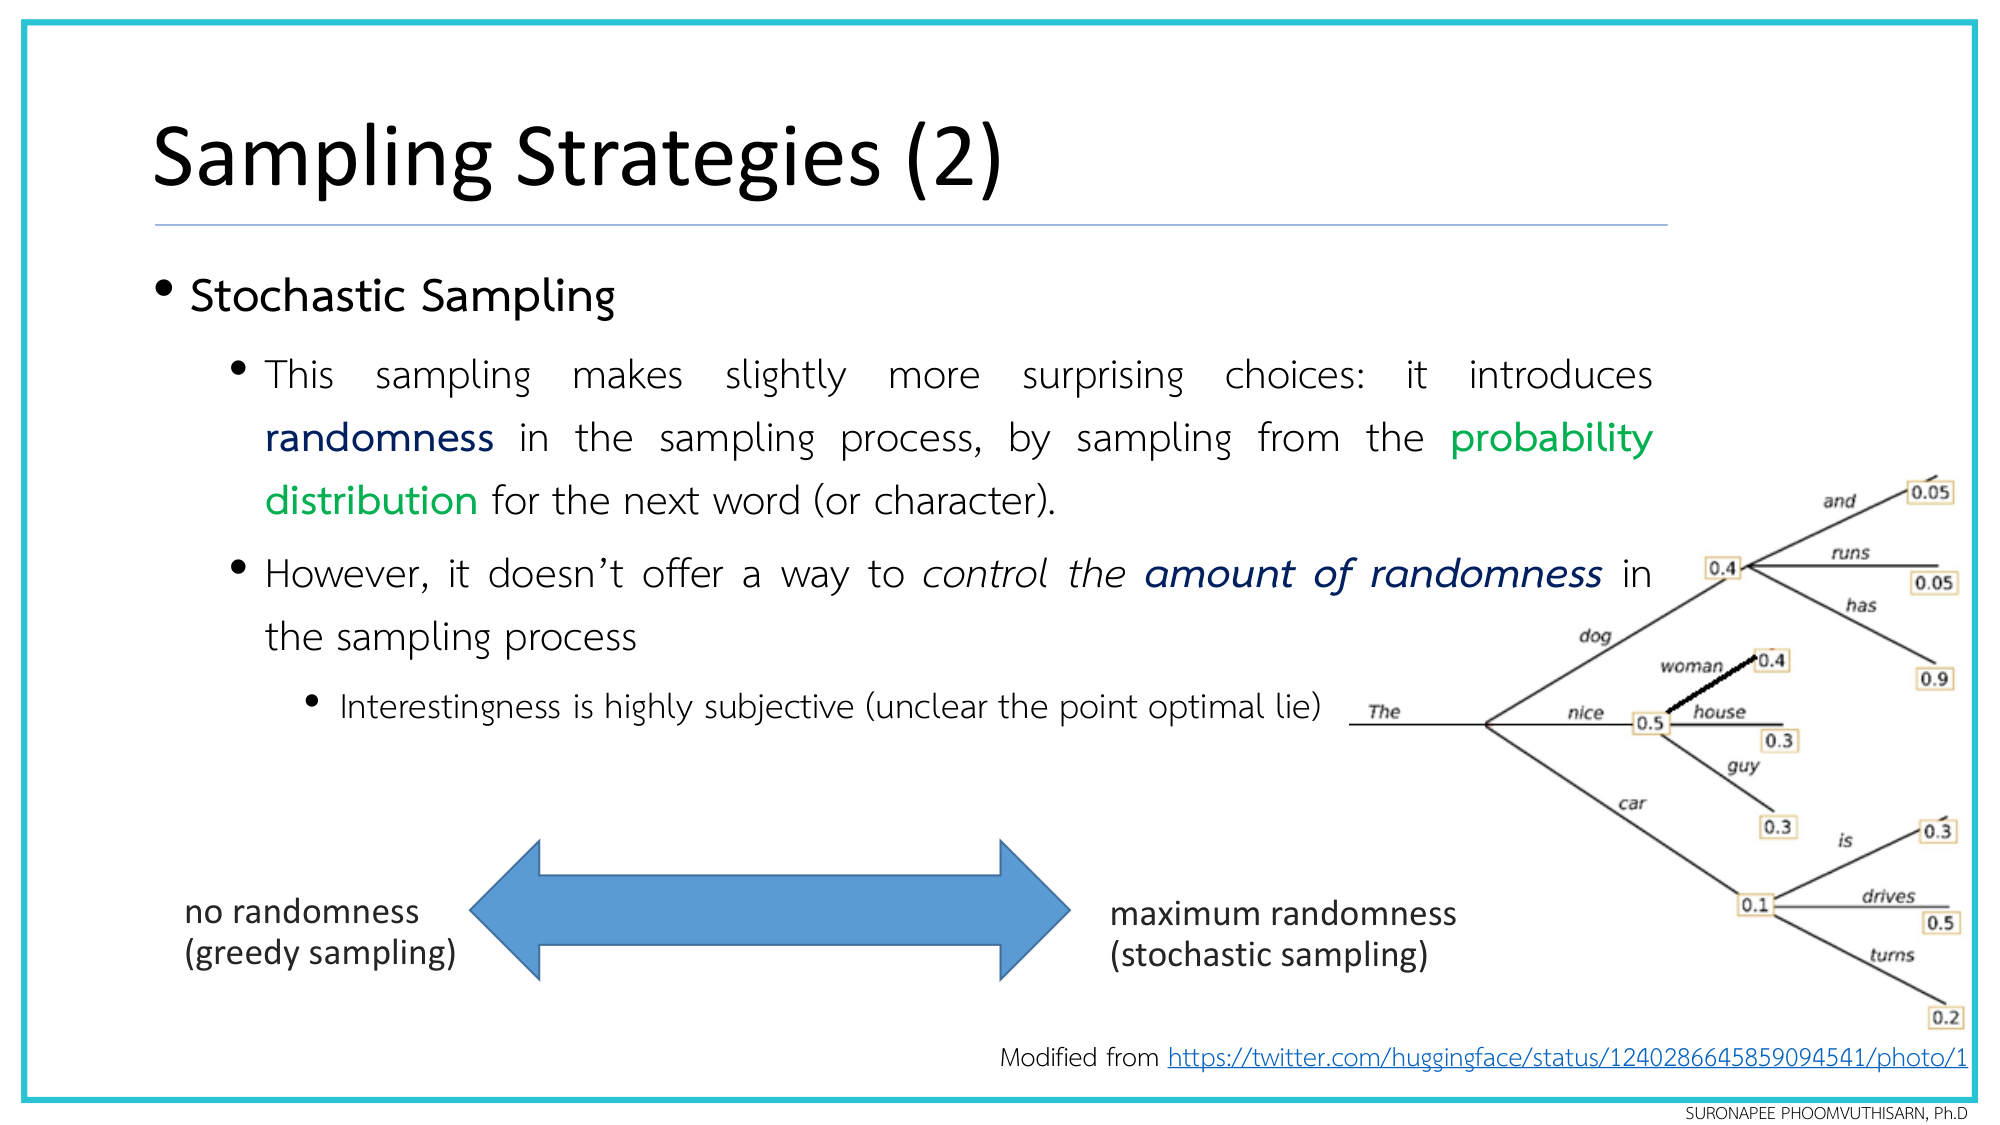 Sampling Strategies (2)
• Stochastic Sampling
• This sampling makes slightly more surprising choices: it introduces
randomness in the sampling process, by sampling from the probability
distribution for the next word (or character).
• However, it doesn’t offer a way to control the amount of randomness in
the sampling process
• Interestingness is highly subjective (unclear the point optimal lie)
and
0.05
runs
0.4
0.05
has
dog
woman
0.4
0.9
The
nice
0.5
house
0.3
guy
car
0.3
is
0.3
drives
0.1
0.5
turns
0.2
no randomness
(greedy sampling)
maximum randomness
(stochastic sampling)
Modified from https://twitter.com/huggingface/status/1240286645859094541/photo/1
SURONAPEE PHOOMVUTHISARN, Ph.D